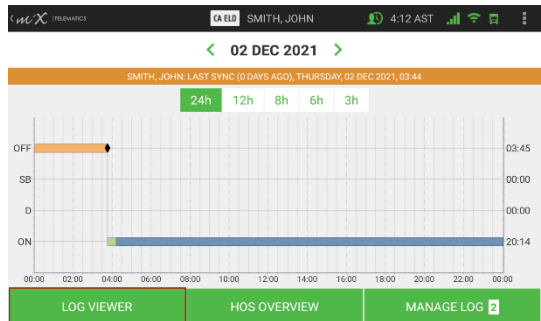 MiX TELEMATICS CA ELD SMITH, JOHN 4:12 AST
02 DEC 2021
SMITH, JOHN: LAST SYNC (0 DAYS AGO), THURSDAY, 02 DEC 2021, 03:44
24h 12h 8h 6h 3h
OFF 03:45
SB 00:00
D 00:00
ON 20:14
00:00 02:00 04:00 06:00 08:00 10:00 12:00 14:00 16:00 18:00 20:00 22:00 00:00
LOG VIEWER HOS OVERVIEW MANAGE LOG 2